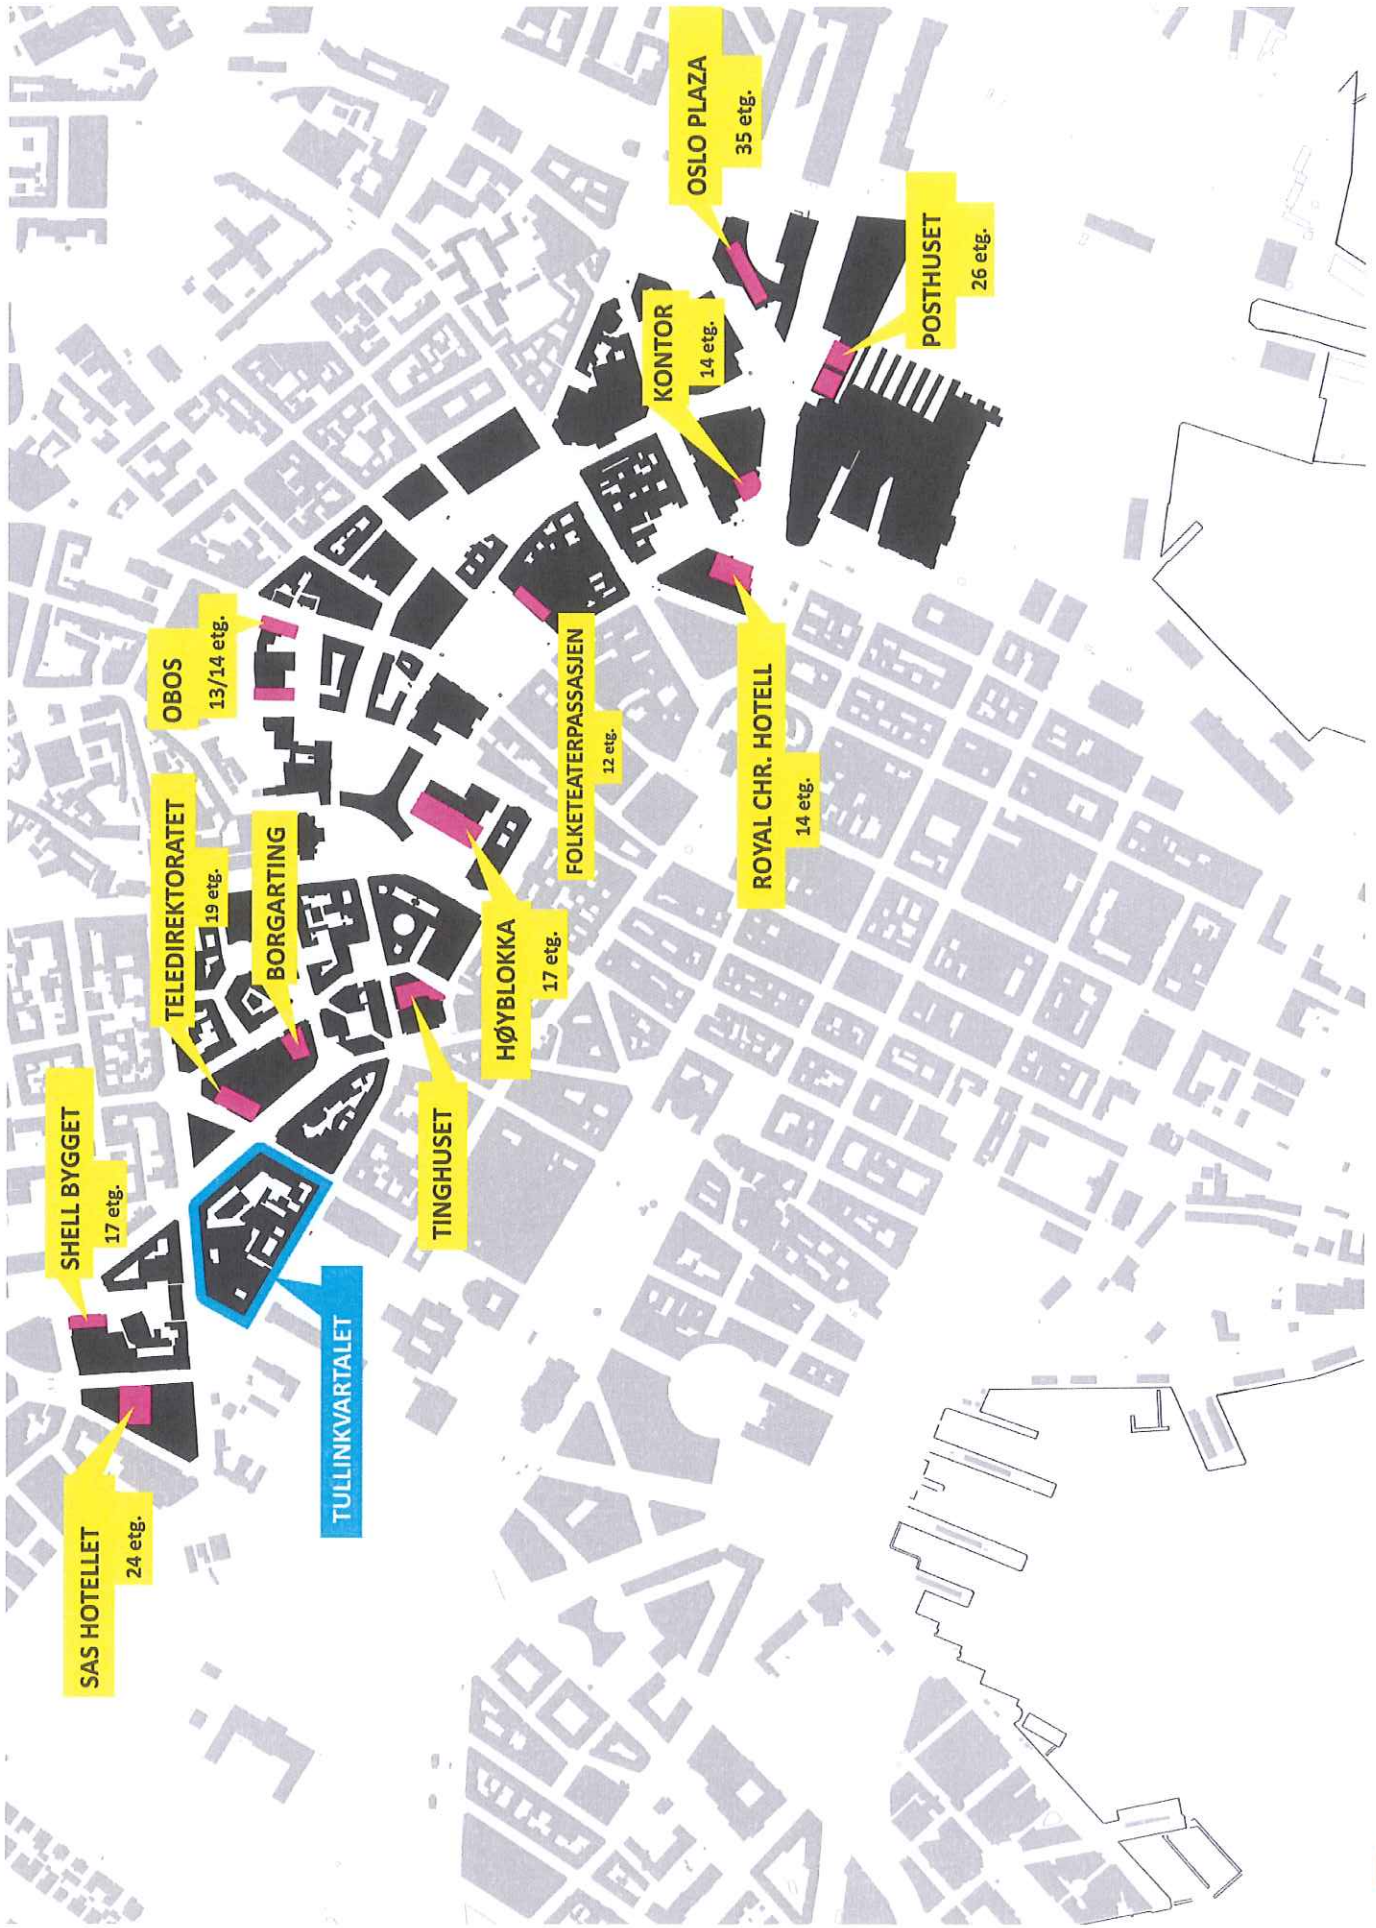 SAS HOTELLET
24 etg.
SHELL BYGGET
17 etg.
TULLINKVARTALET
TELEDIREKTORATET
19 etg.
BORGARTING
TINGHUSET
HØYBLOKKA
17 etg.
OBOS
13/14 etg.
FOLKETEATERPASSASJEN
12 etg.
ROYAL CHR. HOTELL
14 etg.
KONTOR
14 etg.
OSLO PLAZA
35 etg.
POSTHUSET
26 etg.